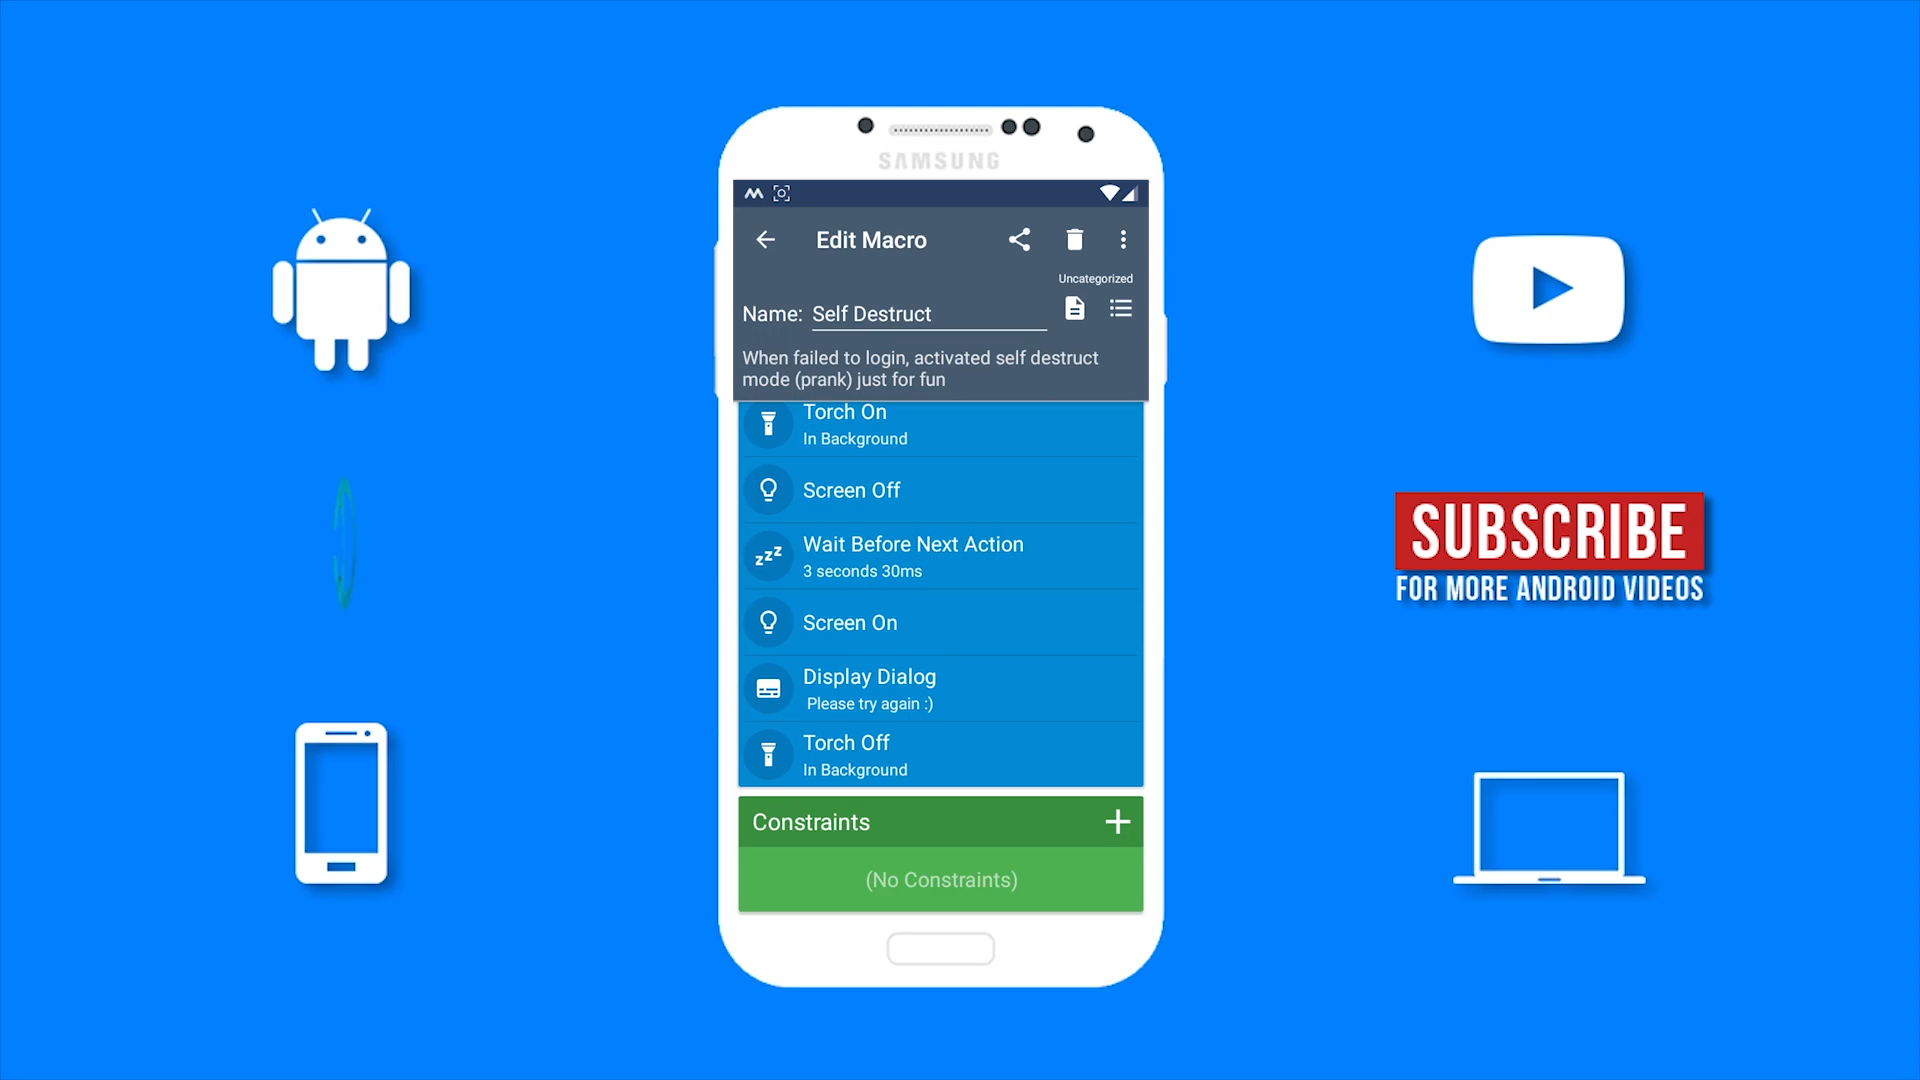 SAMSUNG
Edit Macro
Uncategorized
Name: Self Destruct
When failed to login, activated self destruct
mode (prank) just for fun
Torch On
In Background
Screen Off
zzz
Wait Before Next Action
3 seconds 30ms
Screen On
Display Dialog
Please try again :)
Torch Off
In Background
Constraints
(No Constraints)
SUBSCRIBE
FOR MORE ANDROID VIDEOS